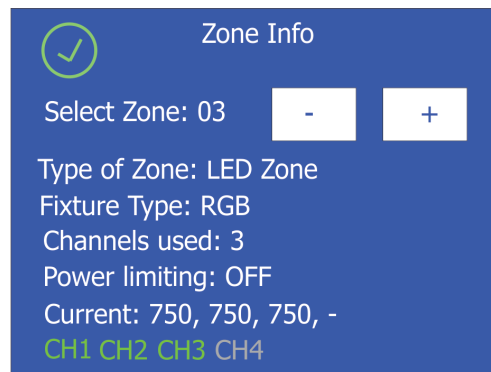 Zone Info
Select Zone: 03 - +
Type of Zone: LED Zone
Fixture Type: RGB
Channels used: 3
Power limiting: OFF
Current: 750, 750, 750, -
CH1 CH2 CH3 CH4